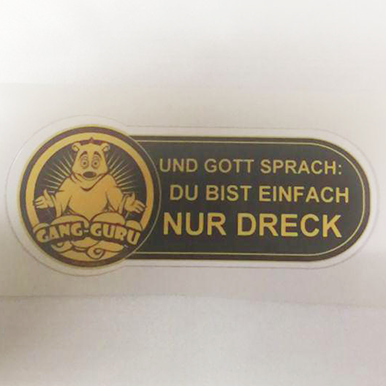 UND GOTT SPRACH:
DU BIST EINFACH
NUR DRECK
GANG-GURU